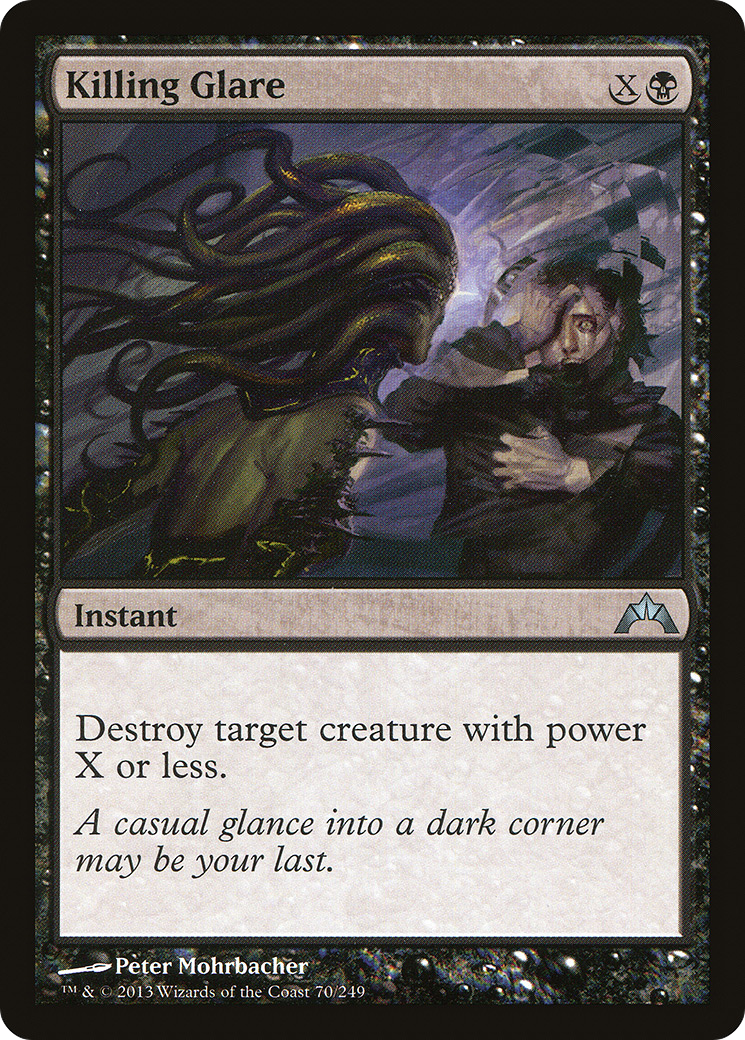 Killing Glare X
Instant
Destroy target creature with power
X or less.
A casual glance into a dark corner
may be your last.
Peter Mohrbacher
™ & © 2013 Wizards of the Coast 70/249